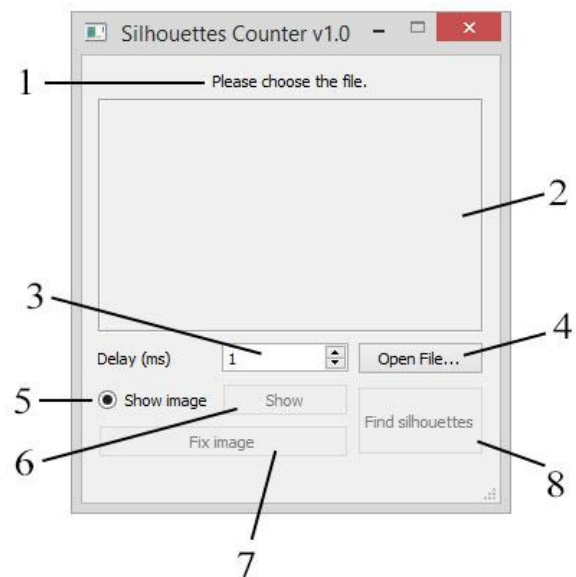 Silhouettes Counter v1.0
1 Please choose the file.
2
3
Delay (ms) 1 Open File... 4
5 Show image Show
Find silhouettes
6 Fix image 8
7